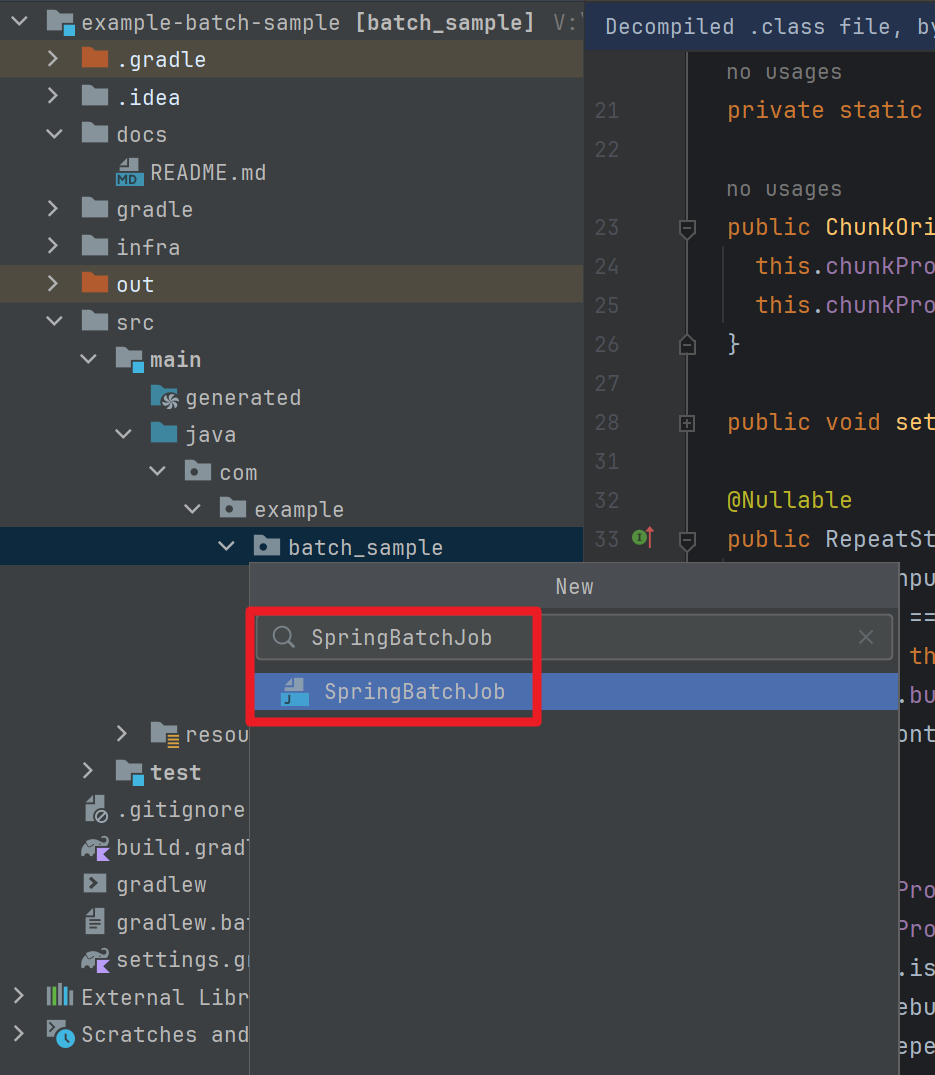 example-batch-sample [batch_sample] V:\
.gradle
.idea
docs
MD README.md
gradle
infra
out
src
main
generated
java
com
example
batch_sample
New
SpringBatchJob
J SpringBatchJob
resou
test
.gitignore
build.grad
gradlew
gradlew.ba
settings.g
External Libr
Scratches and
Decompiled .class file, by
no usages
21 private static
22
no usages
23 public ChunkOri
24 this.chunkPro
25 this.chunkPro
26 }
27
28 public void set
31
32 @Nullable
33 I public RepeatSt
npu
==
th
.bu
ont
Pro
Pro
.is
ebu
epe